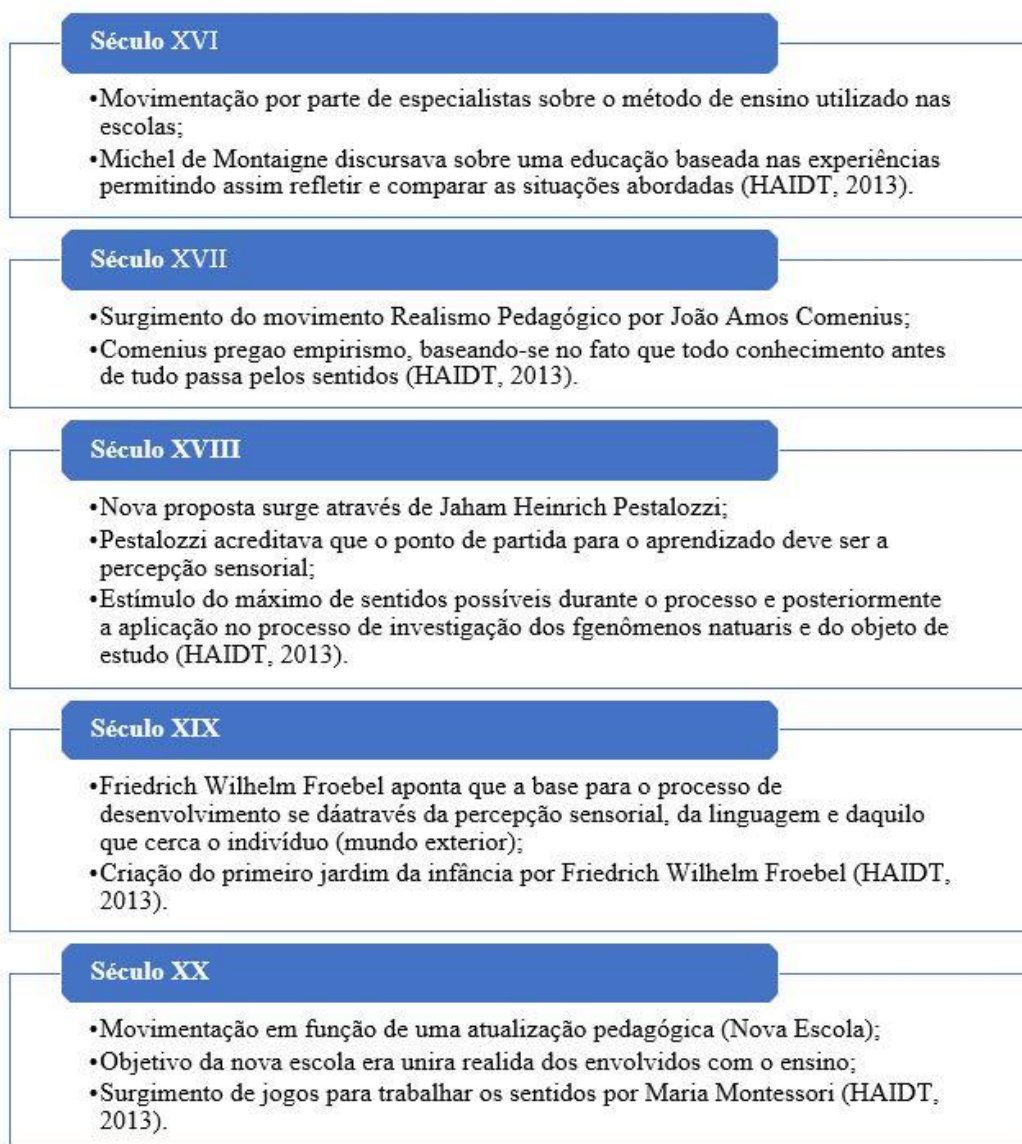 Século XVI
•Movimentação por parte de especialistas sobre o método de ensino utilizado nas
escolas;
•Michel de Montaigne discursava sobre uma educação baseada nas experiências
permitindo assim refletir e comparar as situações abordadas (HAIDT, 2013).
Século XVII
•Surgimento do movimento Realismo Pedagógico por João Amos Comenius;
•Comenius pregao empirismo, baseando-se no fato que todo conhecimento antes
de tudo passa pelos sentidos (HAIDT, 2013).
Século XVIII
•Nova proposta surge através de Jaham Heinrich Pestalozzi;
•Pestalozzi acreditava que o ponto de partida para o aprendizado deve ser a
percepção sensorial;
•Estímulo do máximo de sentidos possíveis durante o processo e posteriormente
a aplicação no processo de investigação dos fgenômenos natuaris e do objeto de
estudo (HAIDT, 2013).
Século XIX
•Friedrich Wilhelm Froebel aponta que a base para o processo de
desenvolvimento se dáatravés da percepção sensorial, da linguagem e daquilo
que cerca o indivíduo (mundo exterior);
•Criação do primeiro jardim da infância por Friedrich Wilhelm Froebel (HAIDT,
2013).
Século XX
•Movimentação em função de uma atualização pedagógica (Nova Escola);
•Objetivo da nova escola era unira realida dos envolvidos com o ensino;
•Surgimento de jogos para trabalhar os sentidos por Maria Montessori (HAIDT,
2013).